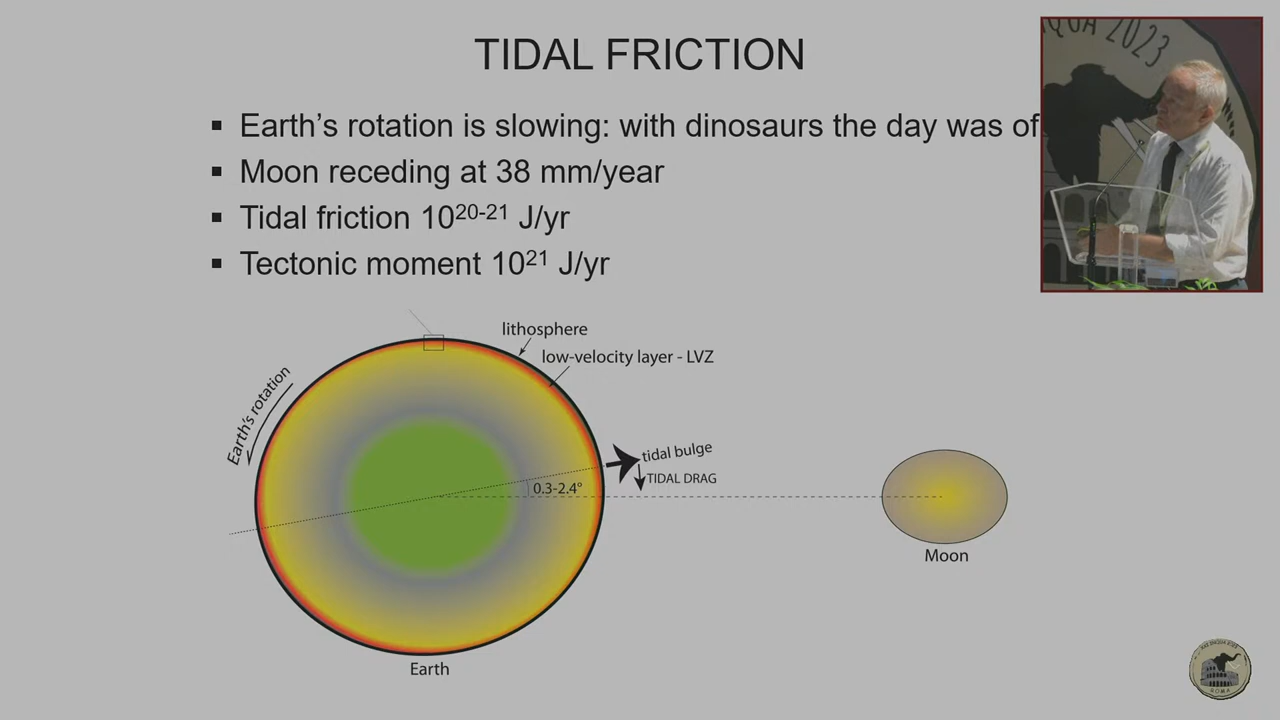 TIDAL FRICTION
Earth's rotation is slowing: with dinosaurs the day was of
Moon receding at 38 mm/year
Tidal friction 10²⁰⁻²¹ J/yr
Tectonic moment 10²¹ J/yr
2023
lithosphere
low-velocity layer - LVZ
Earth's rotation
tidal bulge
TIDAL DRAG
0.3-2.4°
Moon
Earth
ROMA